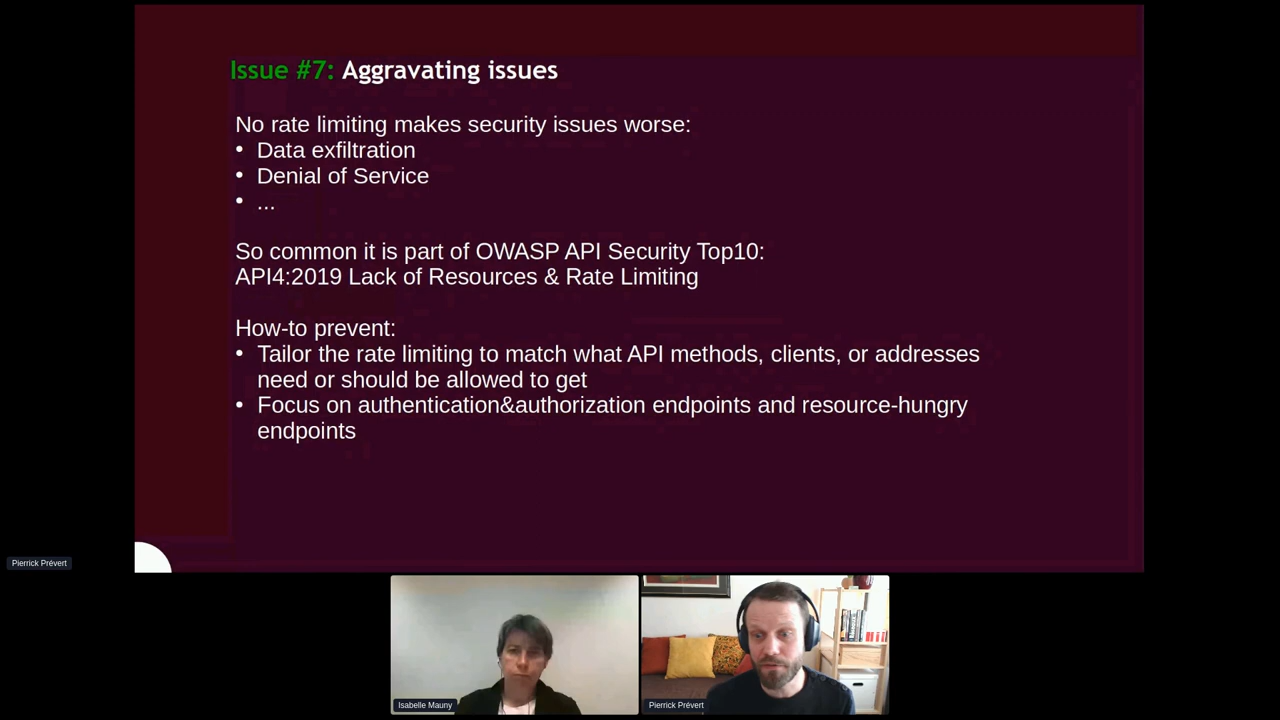 Issue #7: Aggravating issues
No rate limiting makes security issues worse:
• Data exfiltration
• Denial of Service
• ...
So common it is part of OWASP API Security Top10:
API4:2019 Lack of Resources & Rate Limiting
How-to prevent:
• Tailor the rate limiting to match what API methods, clients, or addresses
need or should be allowed to get
• Focus on authentication&authorization endpoints and resource-hungry
endpoints
Pierrick Prévert
Isabelle Mauny
Pierrick Prévert